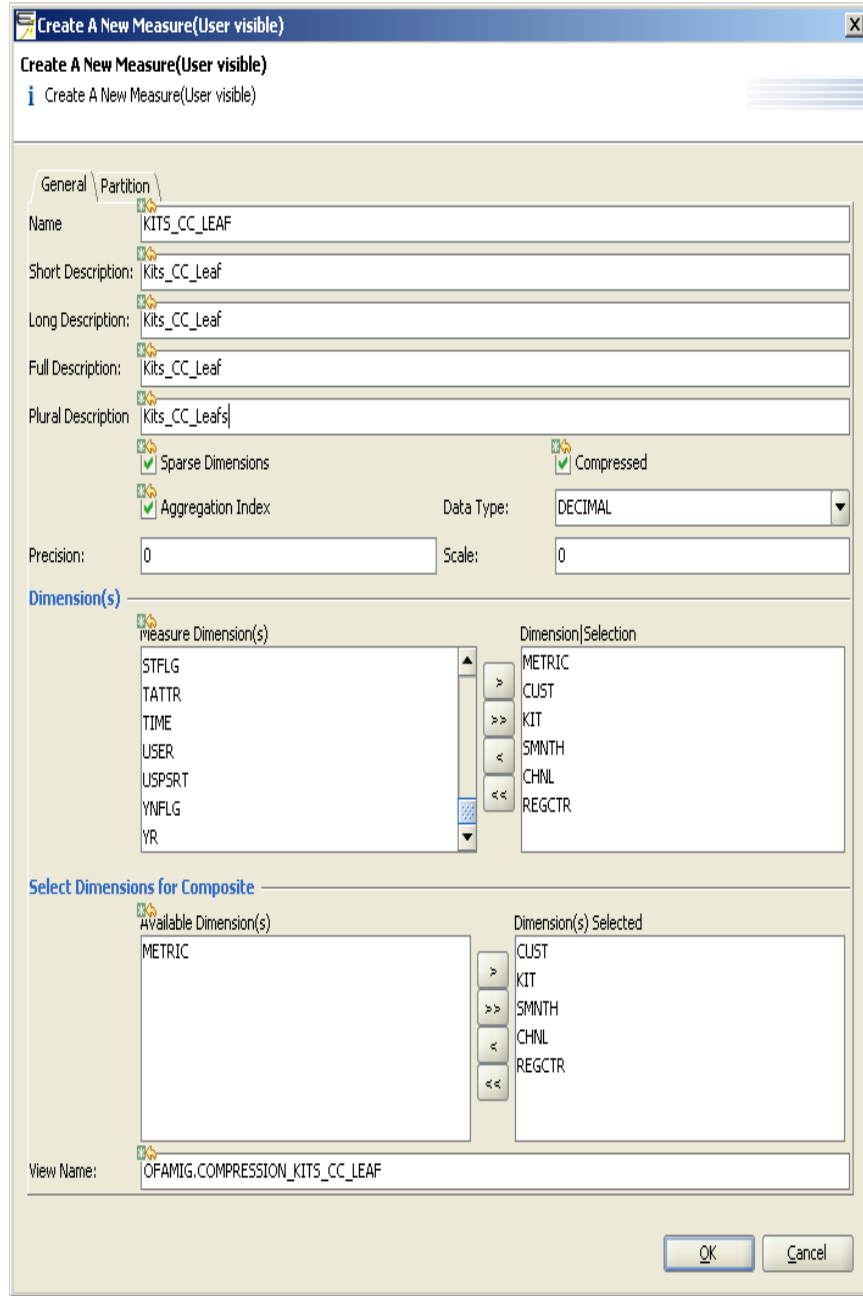 Create A New Measure(User visible)
Create A New Measure(User visible)
i Create A New Measure(User visible)
General Partition
Name KITS_CC_LEAF
Short Description: Kits_CC_Leaf
Long Description: Kits_CC_Leaf
Full Description: Kits_CC_Leaf
Plural Description Kits_CC_Leafs
Sparse Dimensions Compressed
Aggregation Index Data Type: DECIMAL
Precision: 0 Scale: 0
Dimension(s)
Measure Dimension(s) Dimension|Selection
STFLG METRIC
TATTR CUST
TIME KIT
USER SMNTH
USPSRT CHNL
YNFLG REGCTR
YR
>
>>
<
<<
Select Dimensions for Composite
Available Dimension(s) Dimension(s) Selected
METRIC CUST
KIT
SMNTH
CHNL
REGCTR
>
>>
<
<<
View Name: OFAMIG.COMPRESSION_KITS_CC_LEAF
OK Cancel